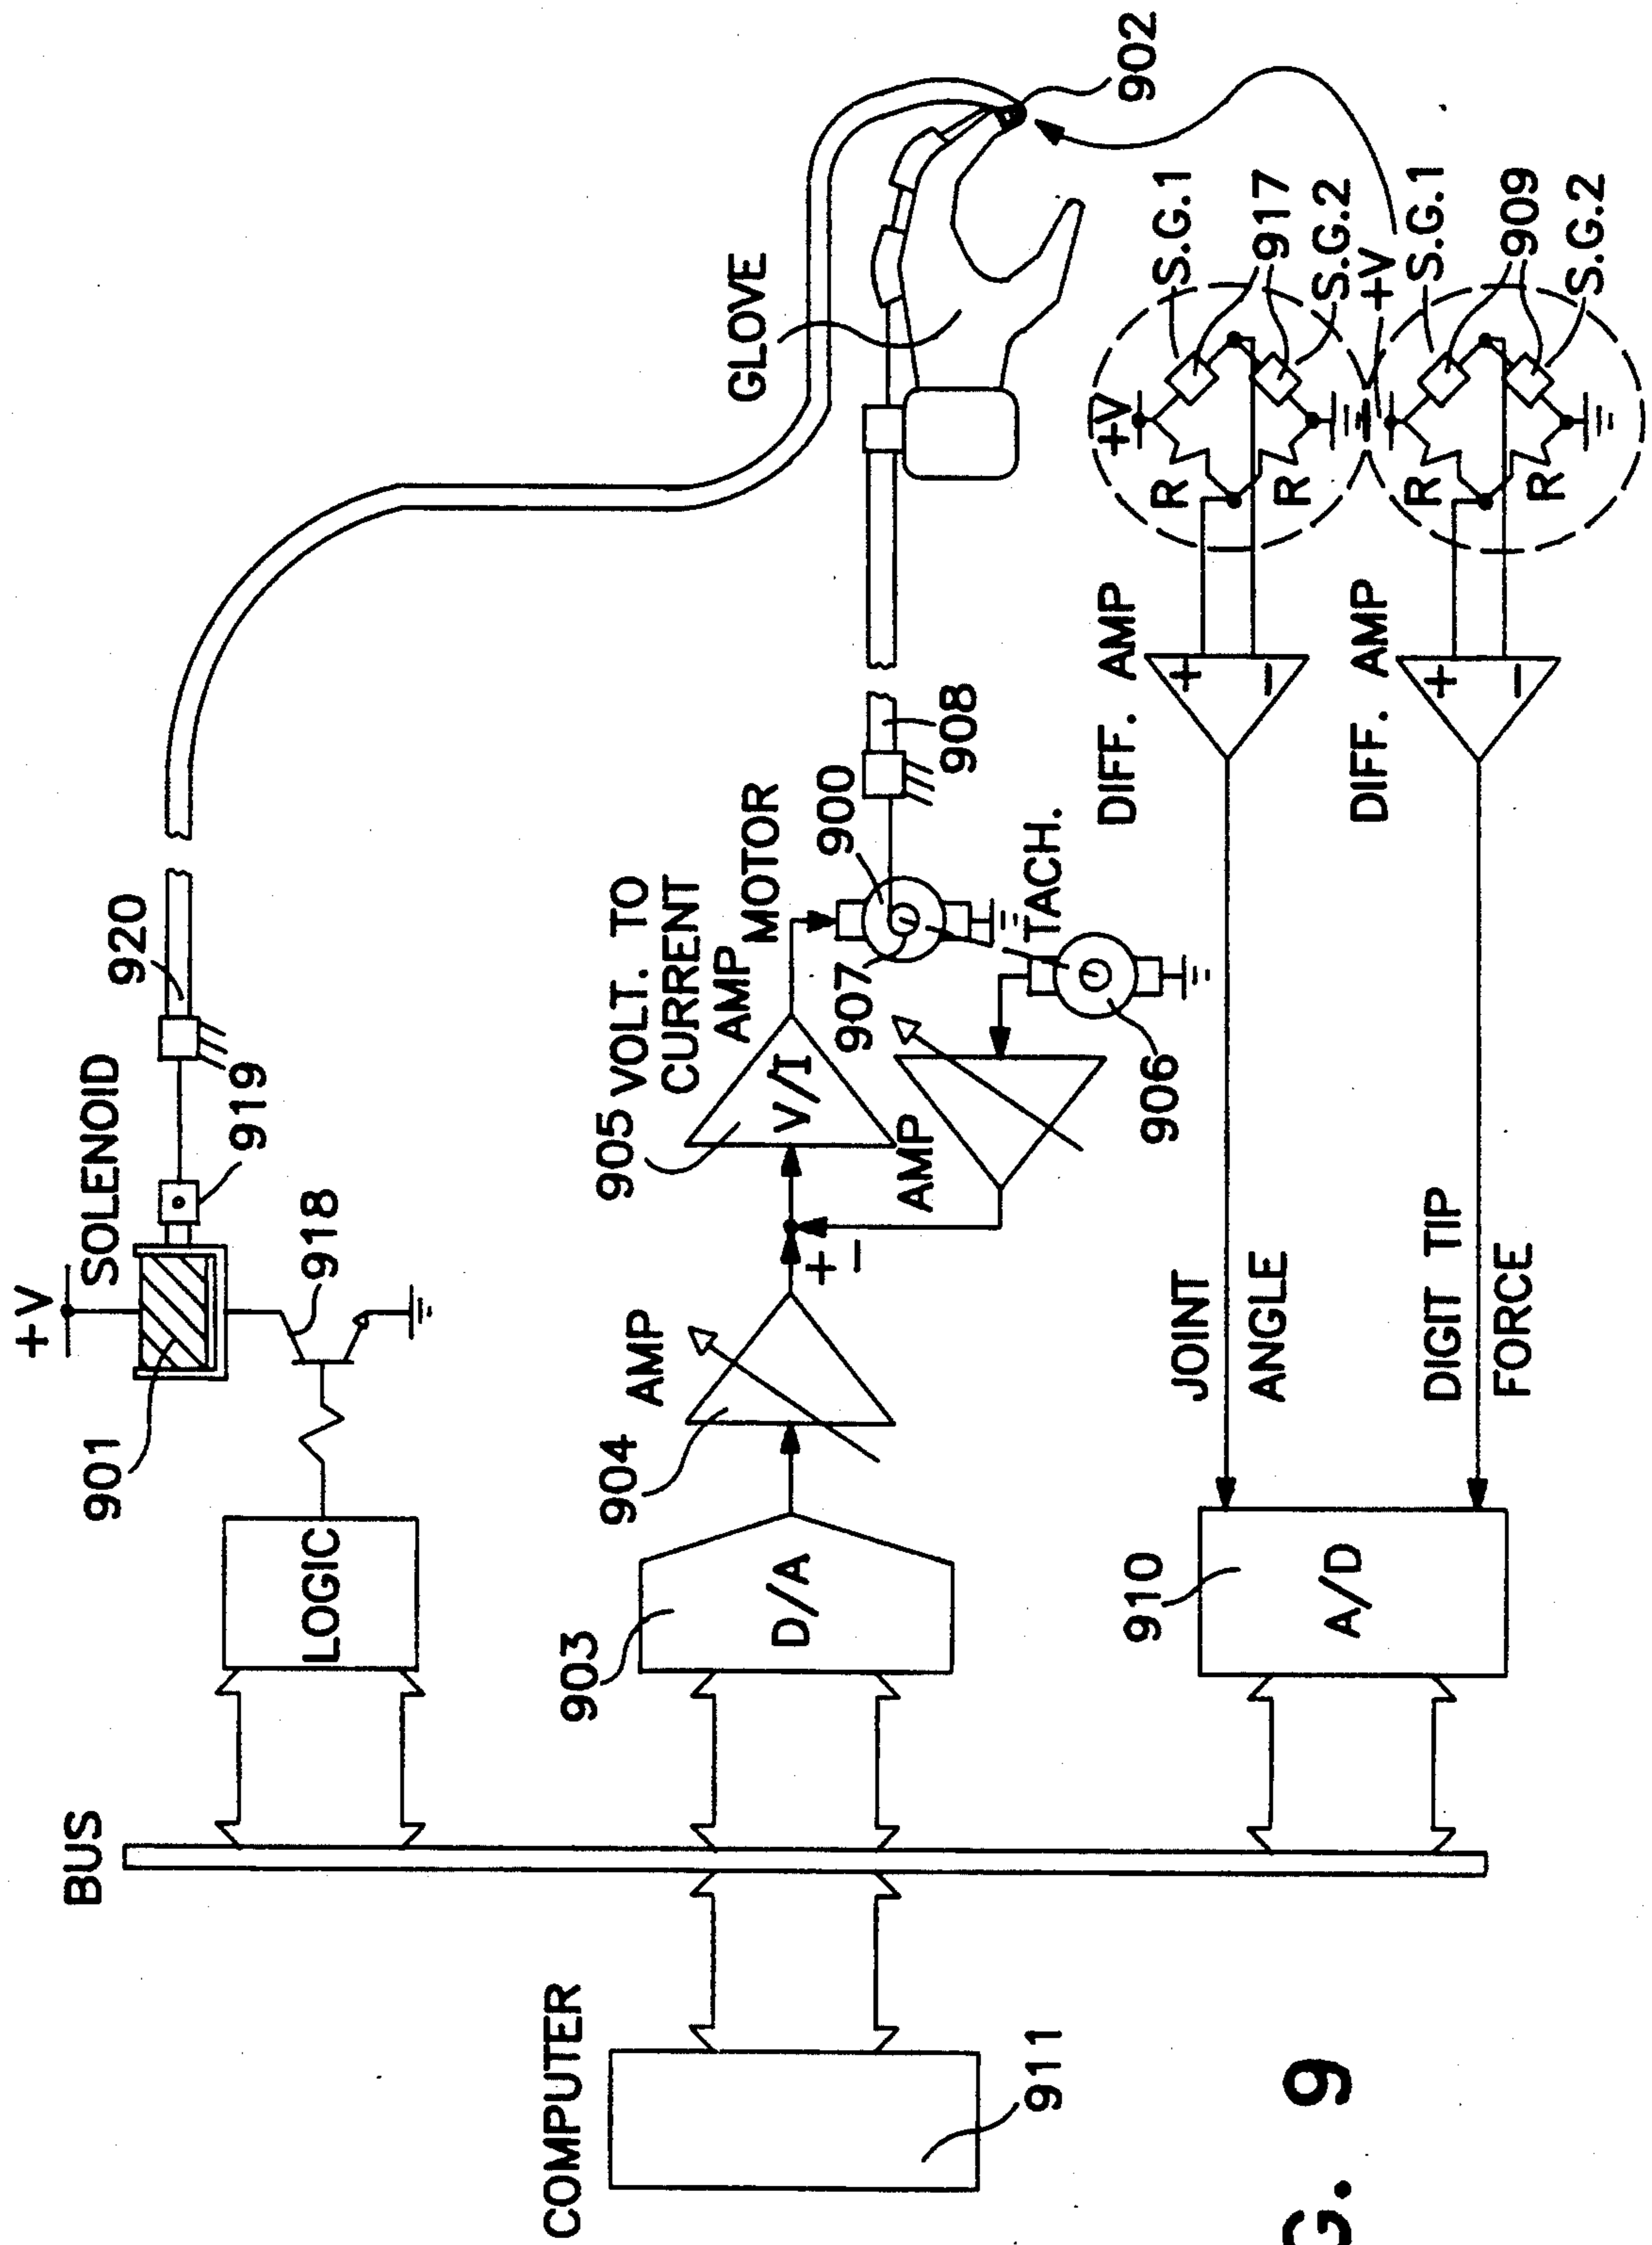 +V
SOLENOID
901
918
919
920
LOGIC
BUS
COMPUTER
911
903
D/A
904
AMP
+
−
905
VOLT. TO
CURRENT
AMP
V/I
MOTOR
900
907
908
AMP
TACH.
906
GLOVE
902
910
A/D
JOINT
ANGLE
DIFF. AMP
+
−
+V
R
R
S.G.1
917
S.G.2
DIGIT TIP
FORCE
DIFF. AMP
+
−
+V
R
R
S.G.1
909
S.G.2
G. 9